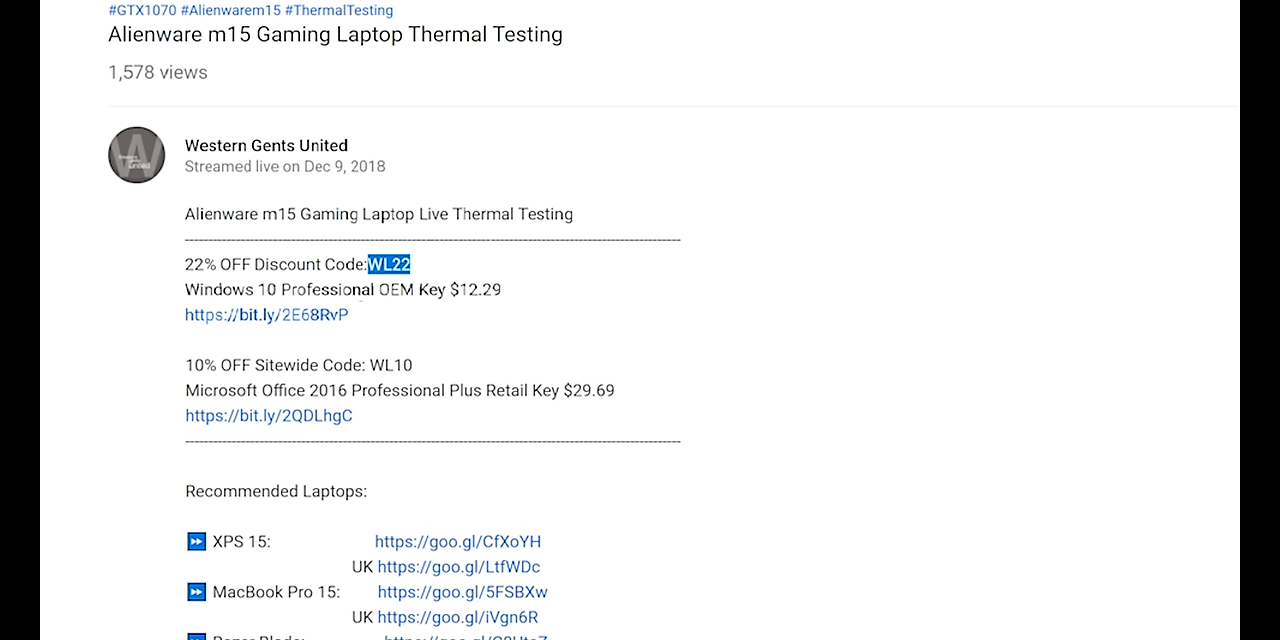 #GTX1070 #Alienwarem15 #ThermalTesting
Alienware m15 Gaming Laptop Thermal Testing
1,578 views
Western Gents United
Streamed live on Dec 9, 2018
Alienware m15 Gaming Laptop Live Thermal Testing
22% OFF Discount Code:WL22
Windows 10 Professional OEM Key $12.29
https://bit.ly/2E68RvP
10% OFF Sitewide Code: WL10
Microsoft Office 2016 Professional Plus Retail Key $29.69
https://bit.ly/2QDLhgC
Recommended Laptops:
XPS 15: https://goo.gl/CfXoYH
UK https://goo.gl/LtfWDc
MacBook Pro 15: https://goo.gl/5FSBXw
UK https://goo.gl/iVgn6R
Razer Blade: